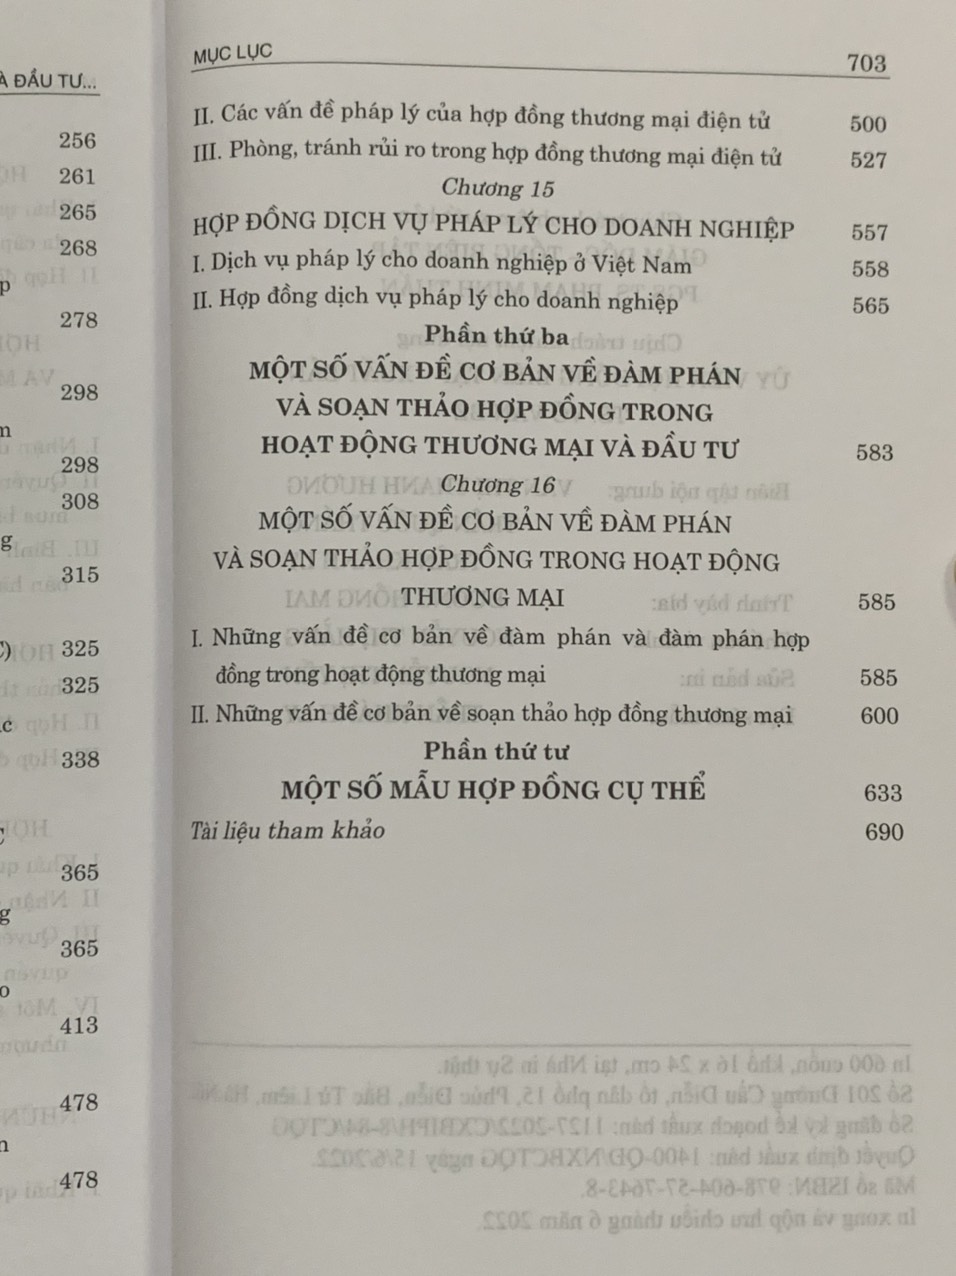 À ĐẦU TƯ...
256
261
265
268
p
278
298
n
298
308
g
315
325
325
c
338
365
g
365
o
413
478
n
478
MỤC LỤC 703
II. Các vấn đề pháp lý của hợp đồng thương mại điện tử 500
III. Phòng, tránh rủi ro trong hợp đồng thương mại điện tử 527
Chương 15
HỢP ĐỒNG DỊCH VỤ PHÁP LÝ CHO DOANH NGHIỆP 557
I. Dịch vụ pháp lý cho doanh nghiệp ở Việt Nam 558
II. Hợp đồng dịch vụ pháp lý cho doanh nghiệp 565
Phần thứ ba
MỘT SỐ VẤN ĐỀ CƠ BẢN VỀ ĐÀM PHÁN
VÀ SOẠN THẢO HỢP ĐỒNG TRONG
HOẠT ĐỘNG THƯƠNG MẠI VÀ ĐẦU TƯ 583
Chương 16
MỘT SỐ VẤN ĐỀ CƠ BẢN VỀ ĐÀM PHÁN
VÀ SOẠN THẢO HỢP ĐỒNG TRONG HOẠT ĐỘNG
THƯƠNG MẠI 585
I. Những vấn đề cơ bản về đàm phán và đàm phán hợp
đồng trong hoạt động thương mại 585
II. Những vấn đề cơ bản về soạn thảo hợp đồng thương mại 600
Phần thứ tư
MỘT SỐ MẪU HỢP ĐỒNG CỤ THỂ 633
Tài liệu tham khảo 690